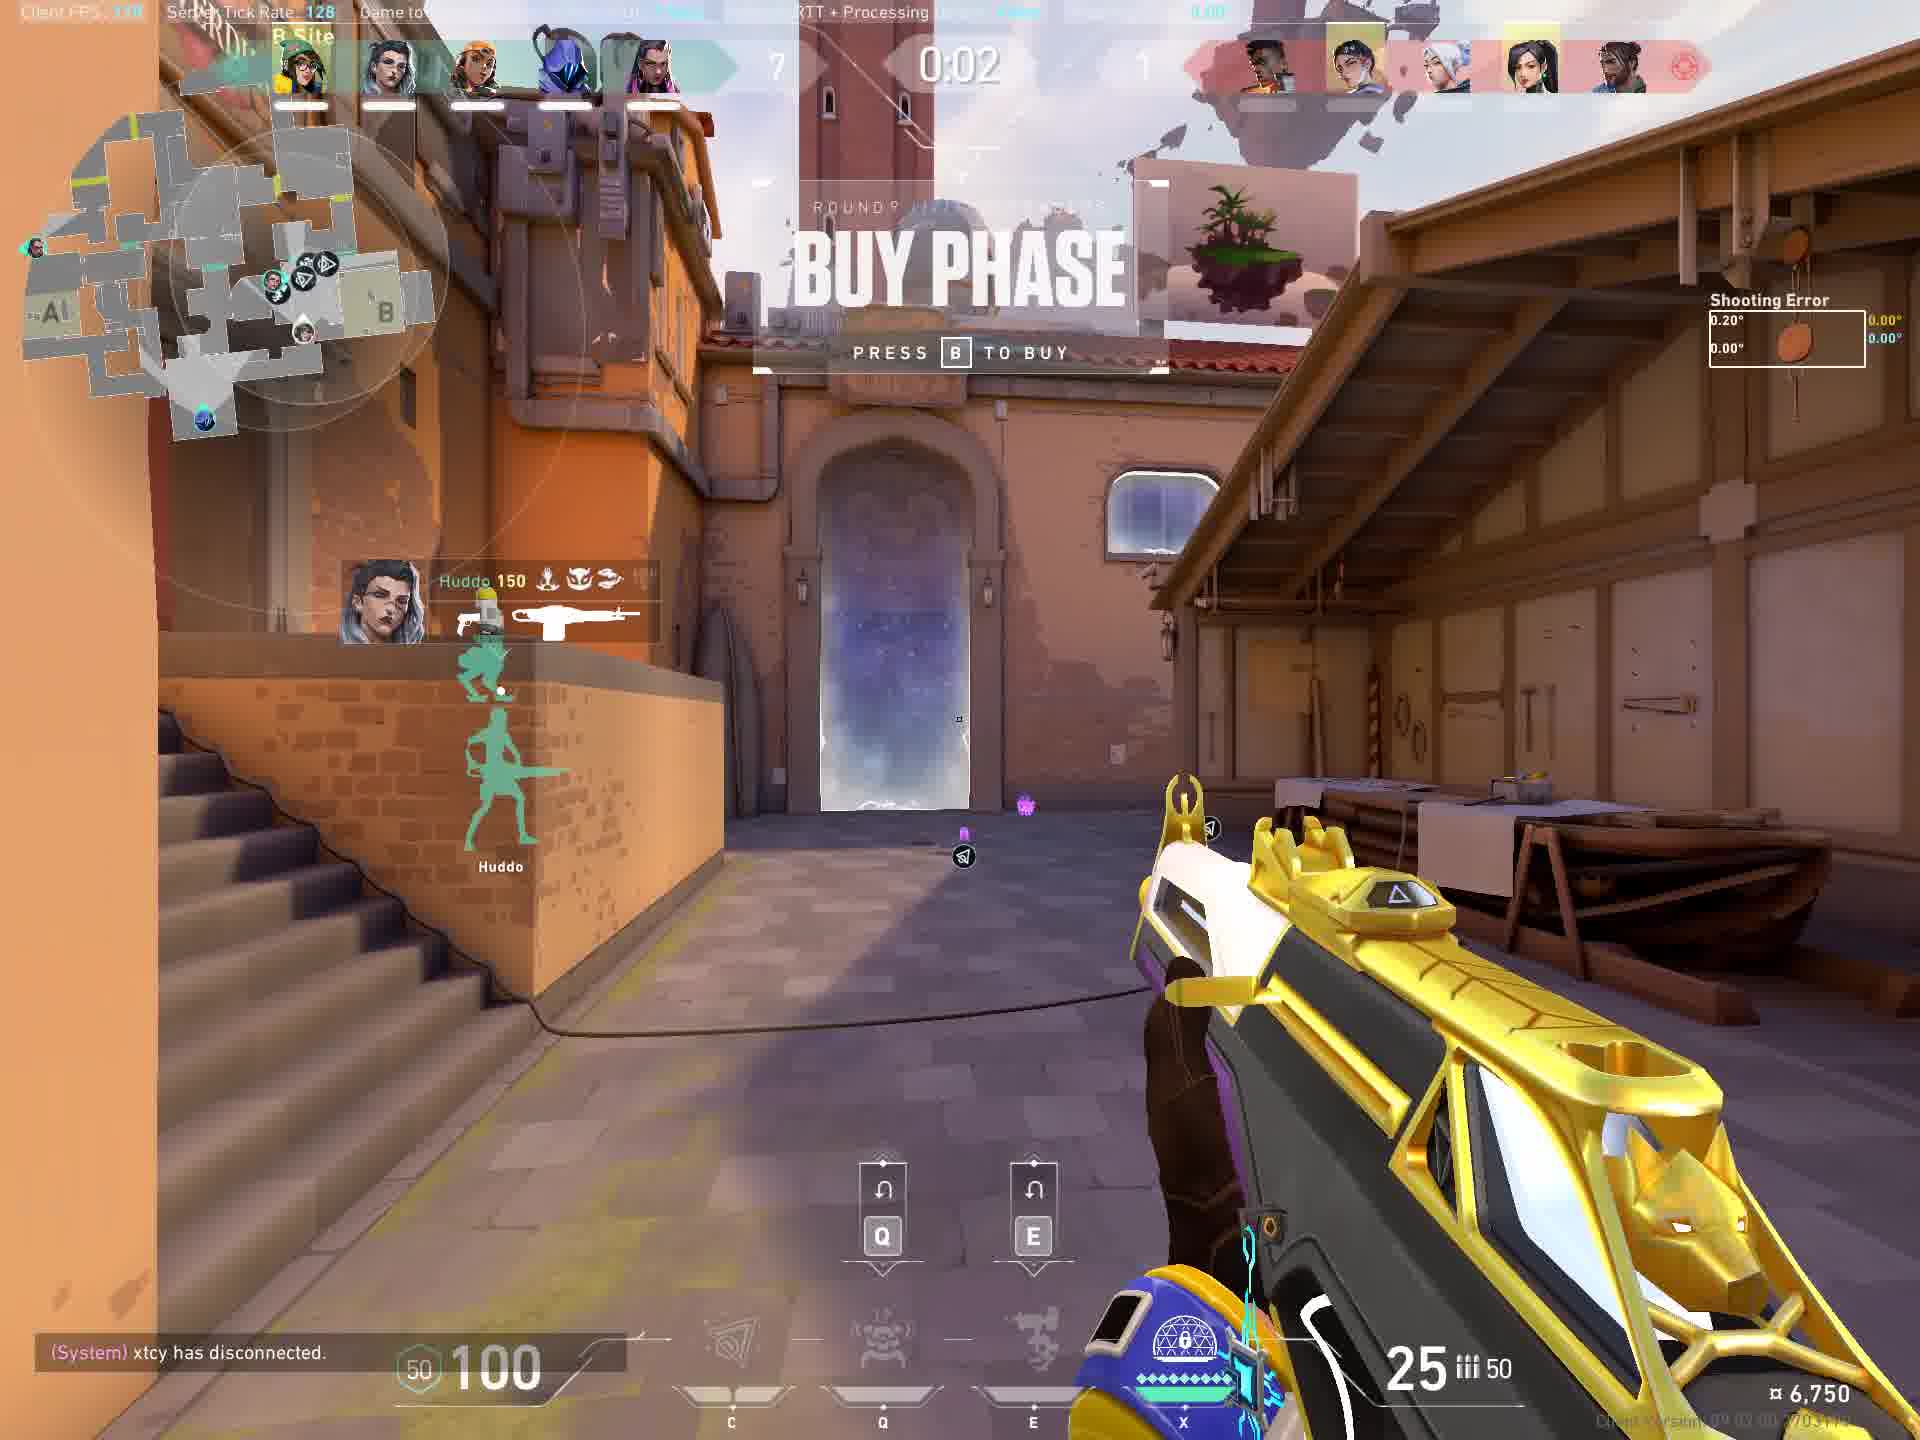 Client FPS: 
Server Tick Rate: 128
Game to
RTT + Processing
B Site
7
0:02
1
A
B
ROUND 9
BUY PHASE
PRESS B TO BUY
Shooting Error
0.20°
0.00°
0.00°
0.00°
Huddo 150
Huddo
Q
E
(System) xtcy has disconnected.
50
100
C
Q
E
X
25
50
¤ 6,750